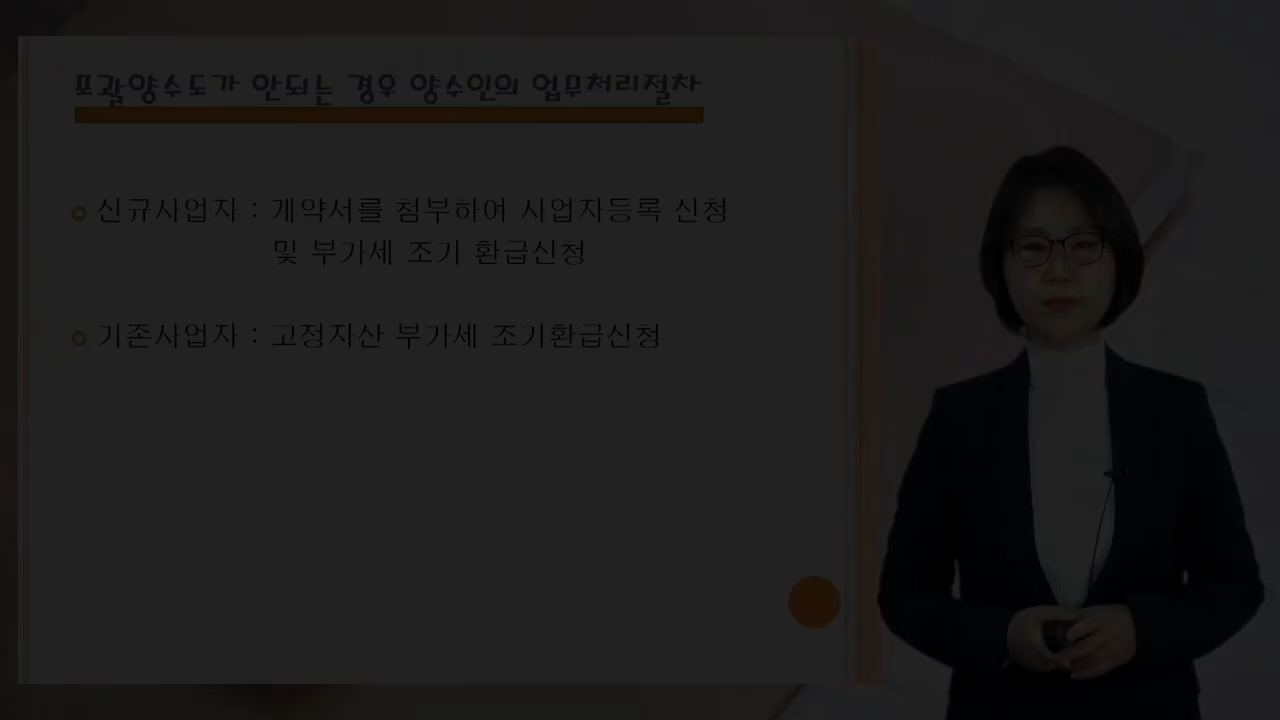 포괄양수도가 안되는 경우 양수인의 업무처리절차
신규사업자 : 계약서를 첨부하여 사업자등록 신청
및 부가세 조기 환급신청
기존사업자 : 고정자산 부가세 조기환급신청